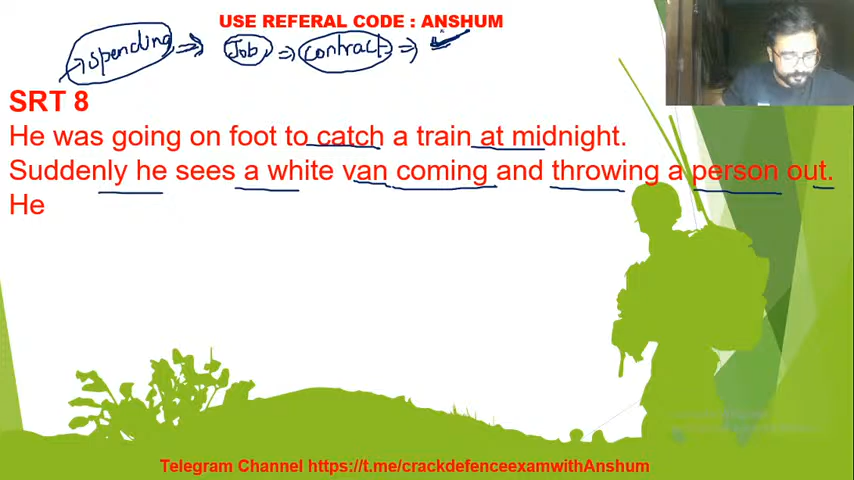 USE REFERAL CODE : ANSHUM
spending ⇒ Job ⇒ contract ⇒
SRT 8
He was going on foot to catch a train at midnight.
Suddenly he sees a white van coming and throwing a person out.
He
Telegram Channel https://t.me/crackdefenceexamwithAnshum